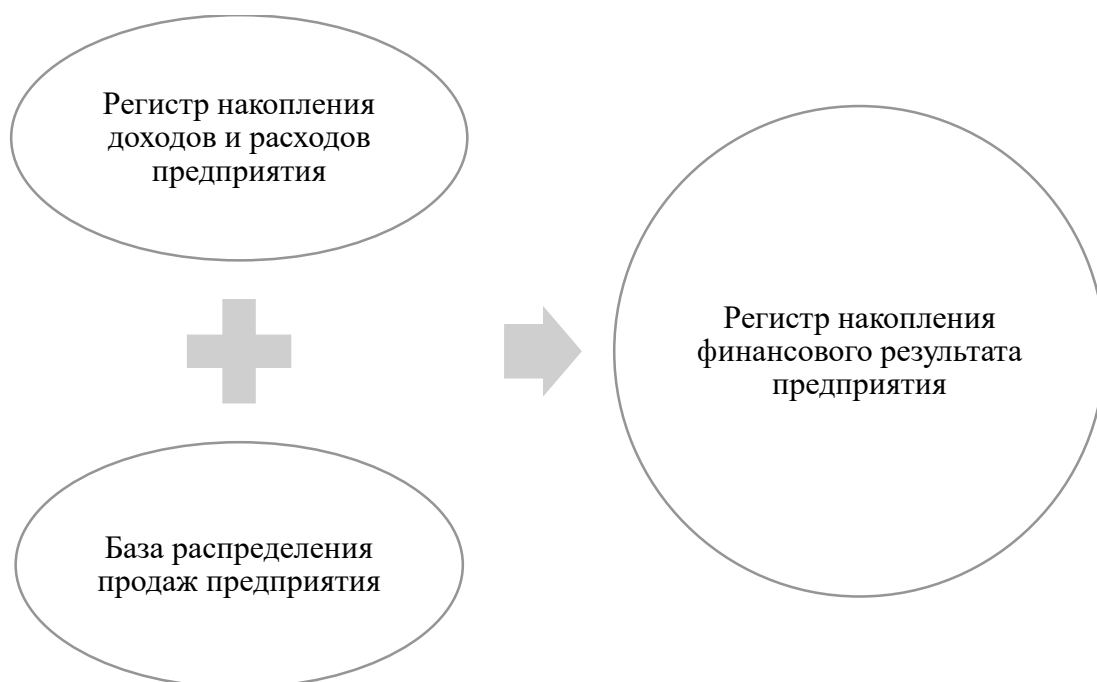 Регистр накопления
доходов и расходов
предприятия
База распределения
продаж предприятия
Регистр накопления
финансового результата
предприятия